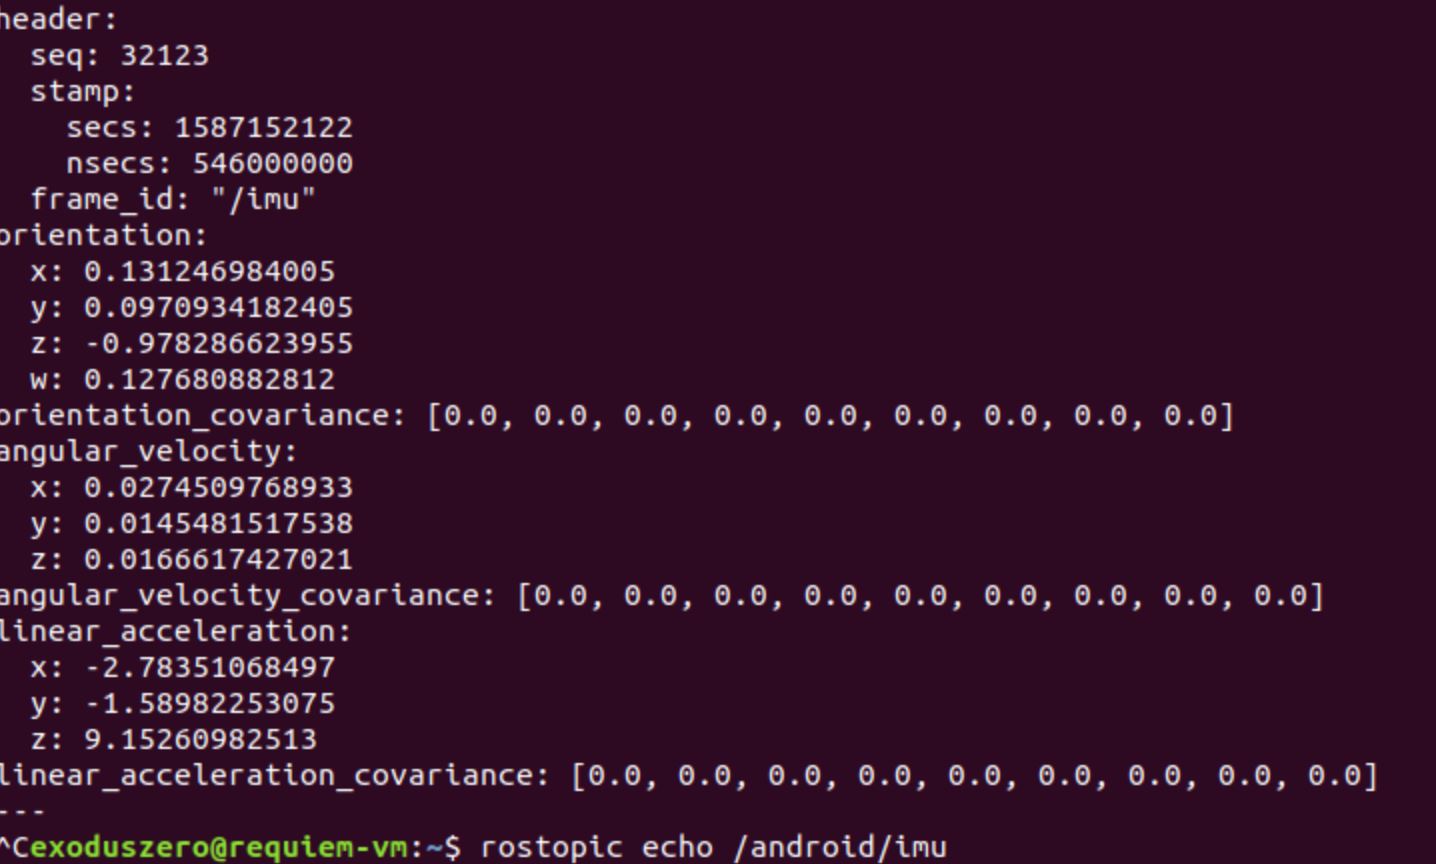 header:
  seq: 32123
  stamp:
    secs: 1587152122
    nsecs: 546000000
  frame_id: "/imu"
orientation:
  x: 0.131246984005
  y: 0.0970934182405
  z: -0.978286623955
  w: 0.127680882812
orientation_covariance: [0.0, 0.0, 0.0, 0.0, 0.0, 0.0, 0.0, 0.0, 0.0]
angular_velocity:
  x: 0.0274509768933
  y: 0.0145481517538
  z: 0.0166617427021
angular_velocity_covariance: [0.0, 0.0, 0.0, 0.0, 0.0, 0.0, 0.0, 0.0, 0.0]
linear_acceleration:
  x: -2.78351068497
  y: -1.58982253075
  z: 9.15260982513
linear_acceleration_covariance: [0.0, 0.0, 0.0, 0.0, 0.0, 0.0, 0.0, 0.0, 0.0]
---
^Cexoduszero@requiem-vm:~$ rostopic echo /android/imu